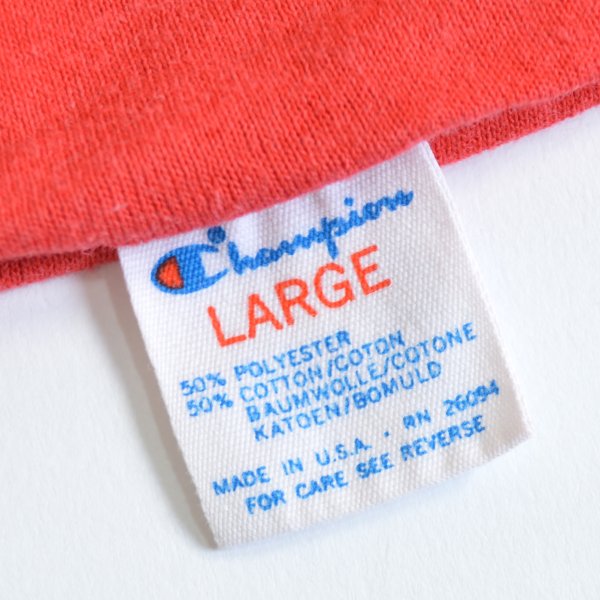 Champion
LARGE
50% POLYESTER
50% COTTON/COTON
BAUMWOLLE/COTONE
KATOEN/BOMULD
MADE IN U.S.A. · RN 26094
FOR CARE SEE REVERSE